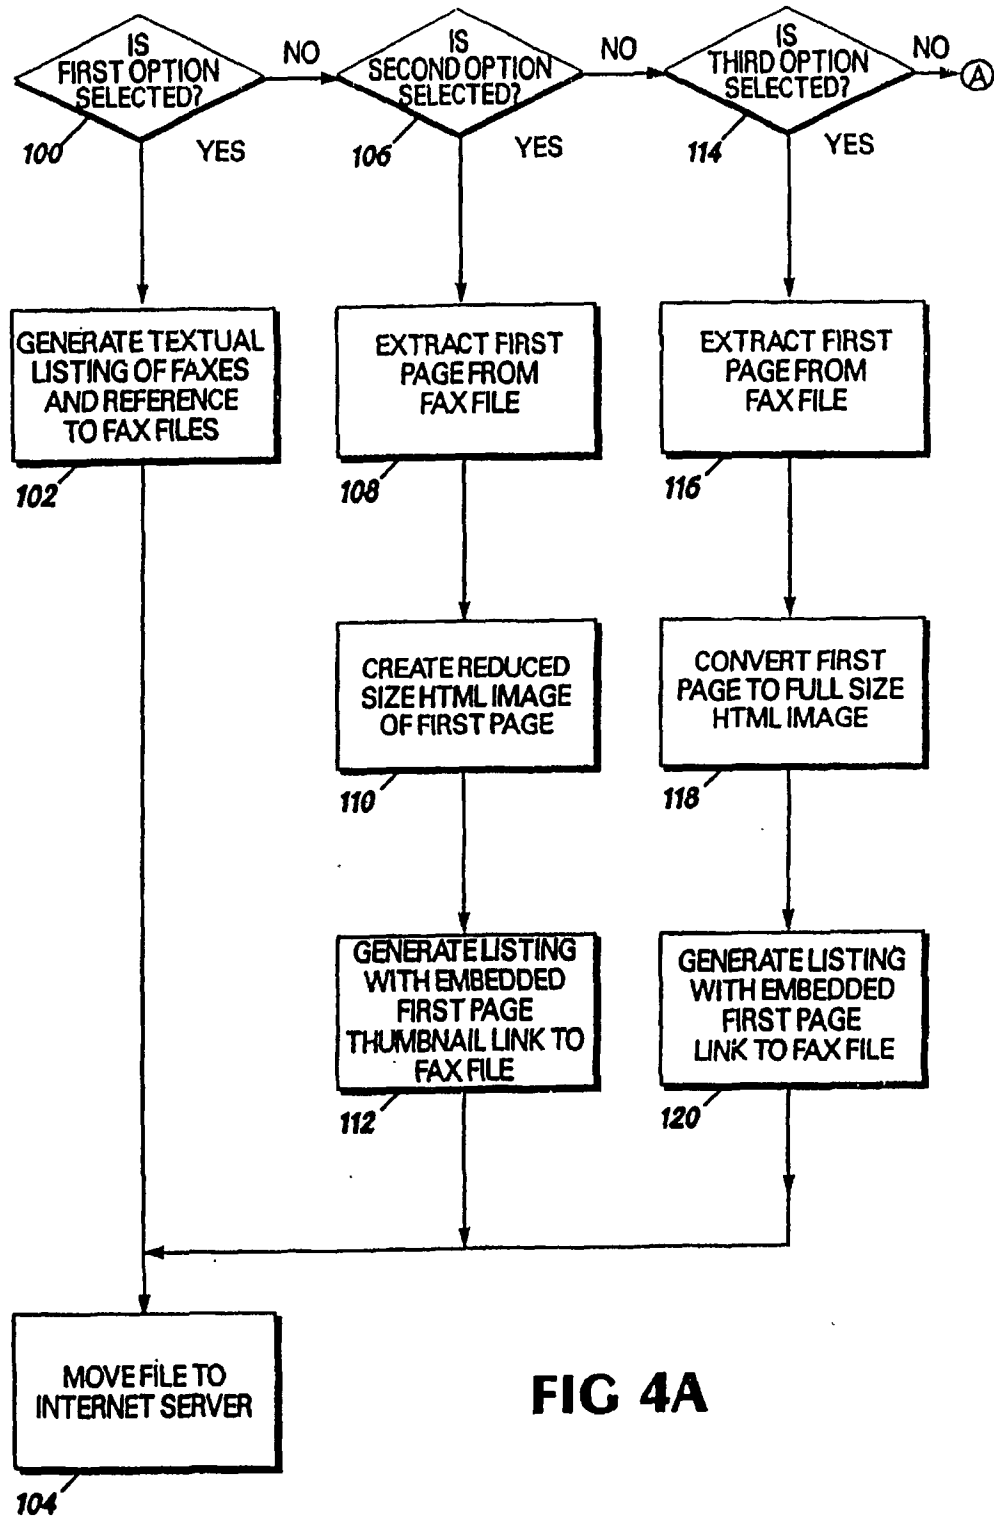 IS
FIRST OPTION
SELECTED?
NO
IS
SECOND OPTION
SELECTED?
NO
IS
THIRD OPTION
SELECTED?
NO
A
100
YES
106
YES
114
YES
GENERATE TEXTUAL
LISTING OF FAXES
AND REFERENCE
TO FAX FILES
102
EXTRACT FIRST
PAGE FROM
FAX FILE
108
EXTRACT FIRST
PAGE FROM
FAX FILE
116
CREATE REDUCED
SIZE HTML IMAGE
OF FIRST PAGE
110
CONVERT FIRST
PAGE TO FULL SIZE
HTML IMAGE
118
GENERATE LISTING
WITH EMBEDDED
FIRST PAGE
THUMBNAIL LINK TO
FAX FILE
112
GENERATE LISTING
WITH EMBEDDED
FIRST PAGE
LINK TO FAX FILE
120
MOVE FILE TO
INTERNET SERVER
104
FIG 4A